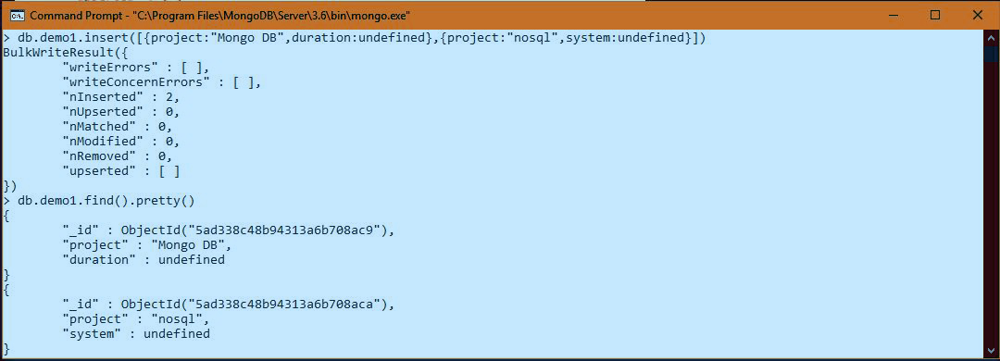 Command Prompt - "C:\Program Files\MongoDB\Server\3.6\bin\mongo.exe"
> db.demo1.insert([{project:"Mongo DB",duration:undefined},{project:"nosql",system:undefined}])
BulkWriteResult({
        "writeErrors" : [ ],
        "writeConcernErrors" : [ ],
        "nInserted" : 2,
        "nUpserted" : 0,
        "nMatched" : 0,
        "nModified" : 0,
        "nRemoved" : 0,
        "upserted" : [ ]
})
> db.demo1.find().pretty()
{
        "_id" : ObjectId("5ad338c48b94313a6b708ac9"),
        "project" : "Mongo DB",
        "duration" : undefined
}
{
        "_id" : ObjectId("5ad338c48b94313a6b708aca"),
        "project" : "nosql",
        "system" : undefined
}